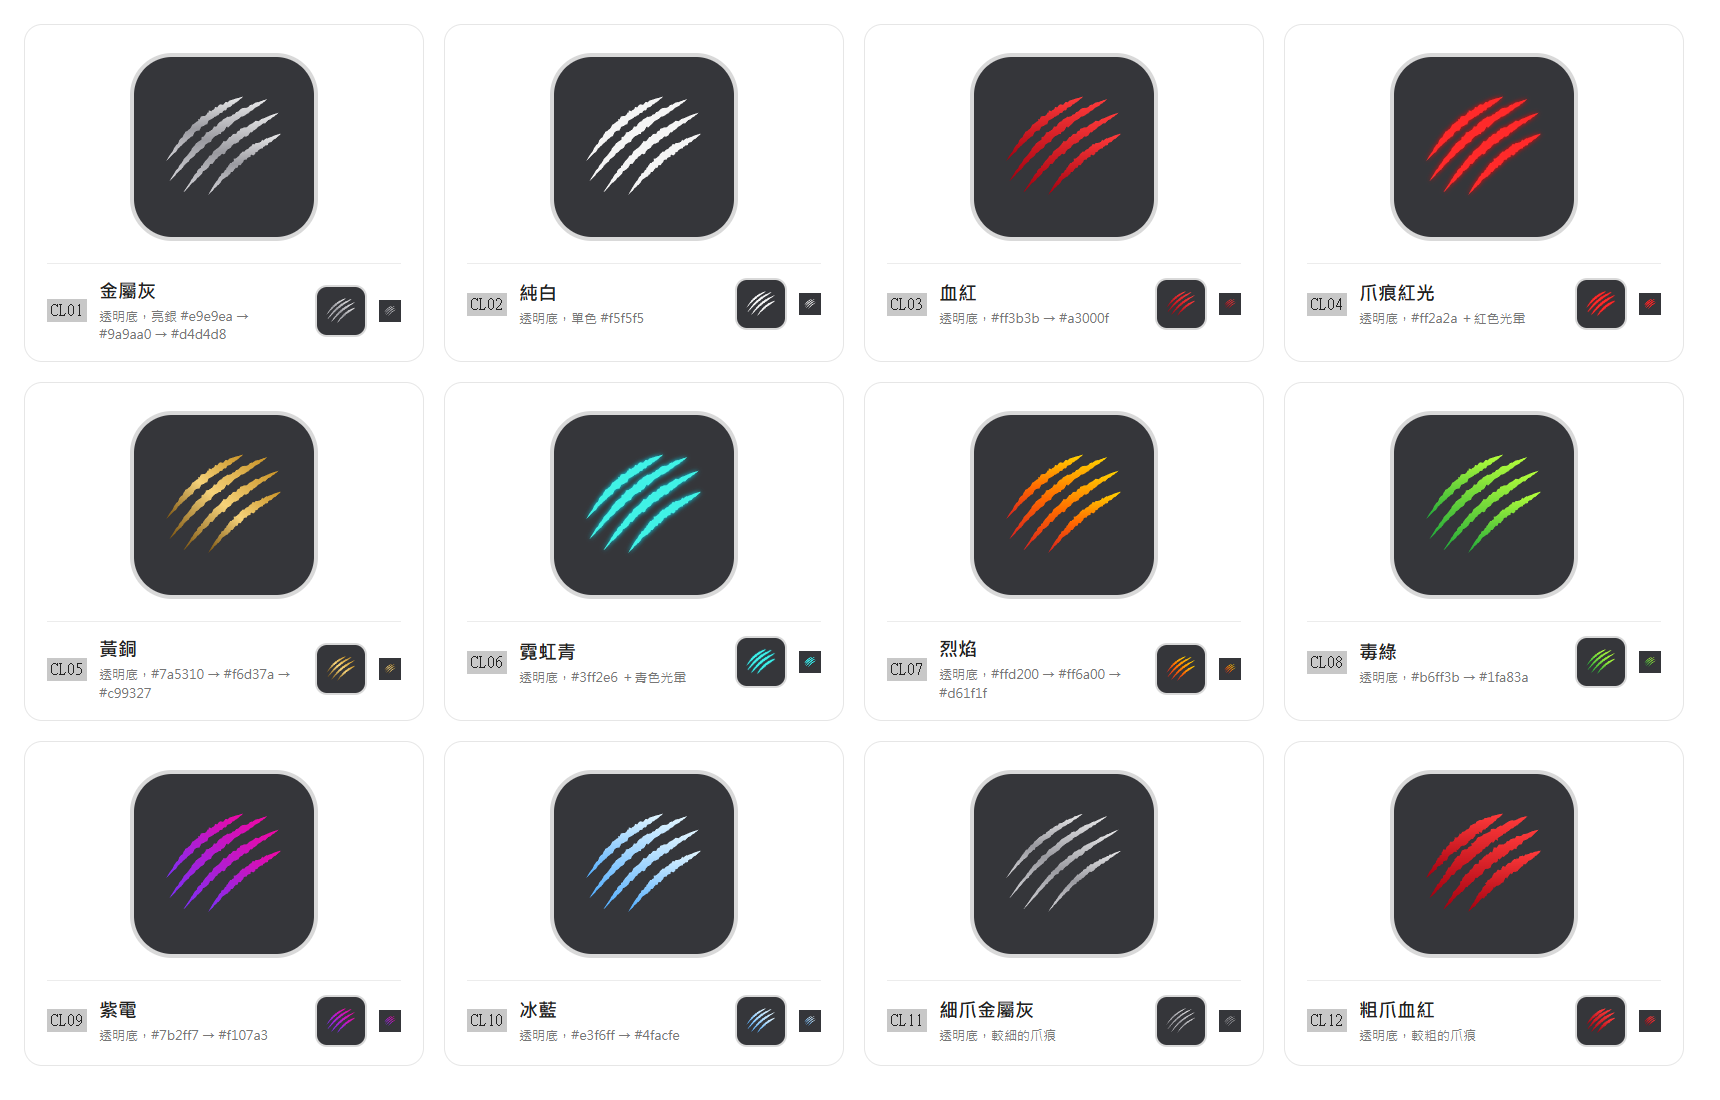 CL01
金屬灰
透明底，亮銀 #e9e9ea →
#9a9aa0 → #d4d4d8
CL02
純白
透明底，單色 #f5f5f5
CL03
血紅
透明底，#ff3b3b → #a3000f
CL04
爪痕紅光
透明底，#ff2a2a + 紅色光暈
CL05
黃銅
透明底，#7a5310 → #f6d37a →
#c99327
CL06
霓虹青
透明底，#3ff2e6 + 青色光暈
CL07
烈焰
透明底，#ffd200 → #ff6a00 →
#d61f1f
CL08
毒綠
透明底，#b6ff3b → #1fa83a
CL09
紫電
透明底，#7b2ff7 → #f107a3
CL10
冰藍
透明底，#e3f6ff → #4facfe
CL11
細爪金屬灰
透明底，較細的爪痕
CL12
粗爪血紅
透明底，較粗的爪痕